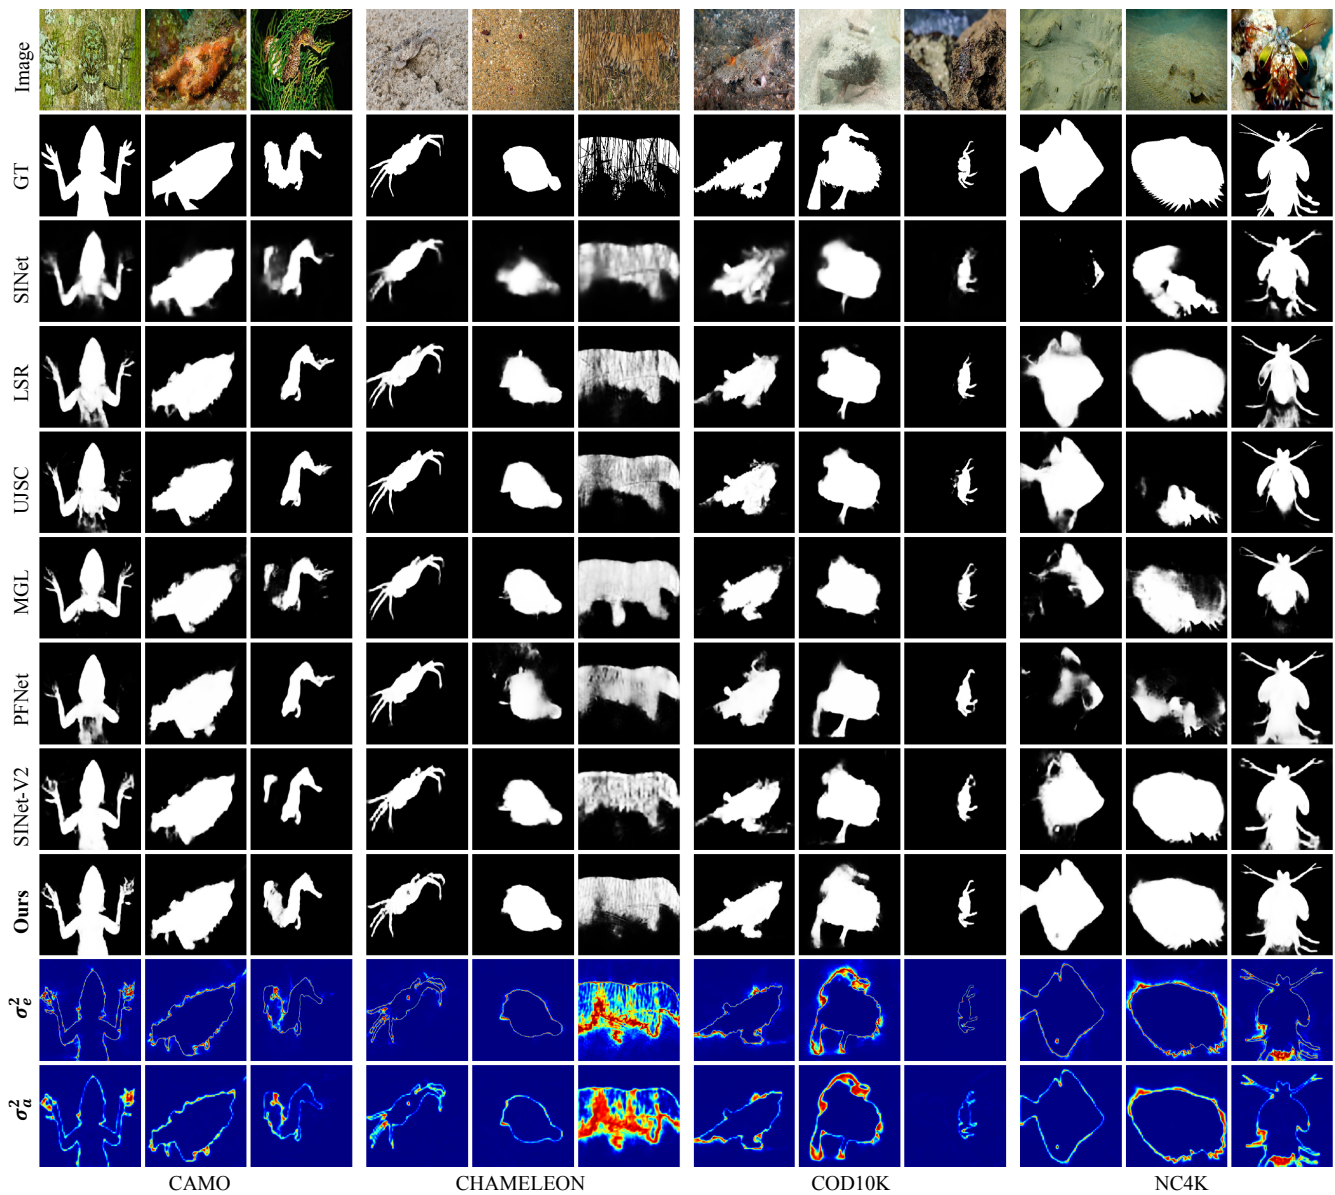 Image
GT
SINet
LSR
UJSC
MGL
PFNet
SINet-V2
Ours
σ²ₑ
σ²ₐ
CAMO CHAMELEON COD10K NC4K